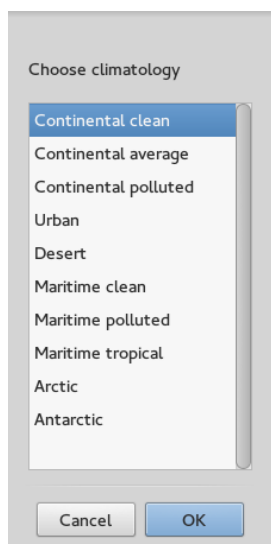 Choose climatology
Continental clean
Continental average
Continental polluted
Urban
Desert
Maritime clean
Maritime polluted
Maritime tropical
Arctic
Antarctic
Cancel OK